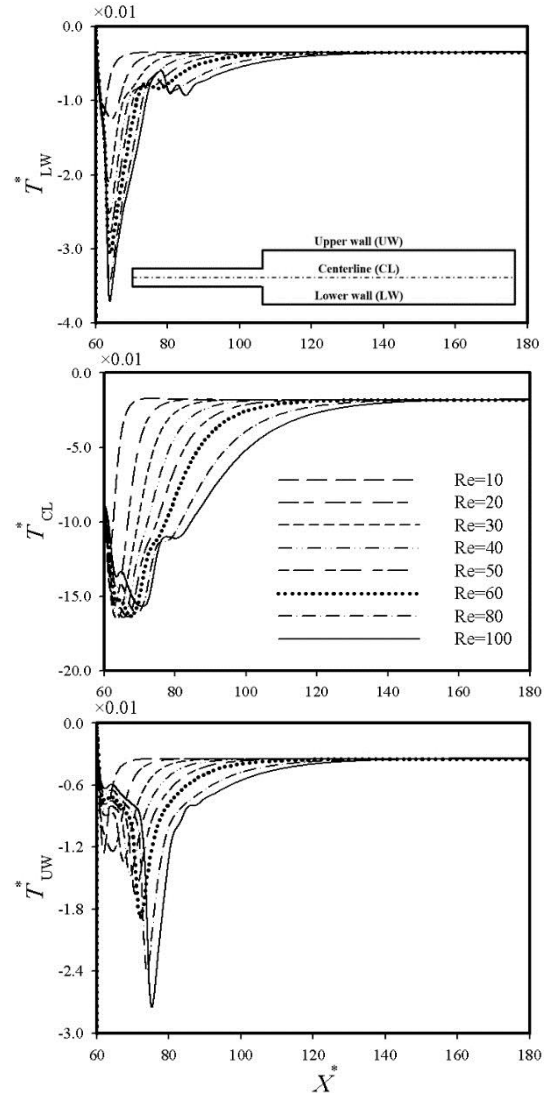 ×0.01
0.0
-1.0
-2.0
-3.0
-4.0
T*LW
Upper wall (UW)
Centerline (CL)
Lower wall (LW)
60 80 100 120 140 160 180
×0.01
0.0
-5.0
-10.0
-15.0
-20.0
T*CL
Re=10
Re=20
Re=30
Re=40
Re=50
Re=60
Re=80
Re=100
60 80 100 120 140 160 180
×0.01
0.0
-0.6
-1.2
-1.8
-2.4
-3.0
T*UW
60 80 100 120 140 160 180
X*